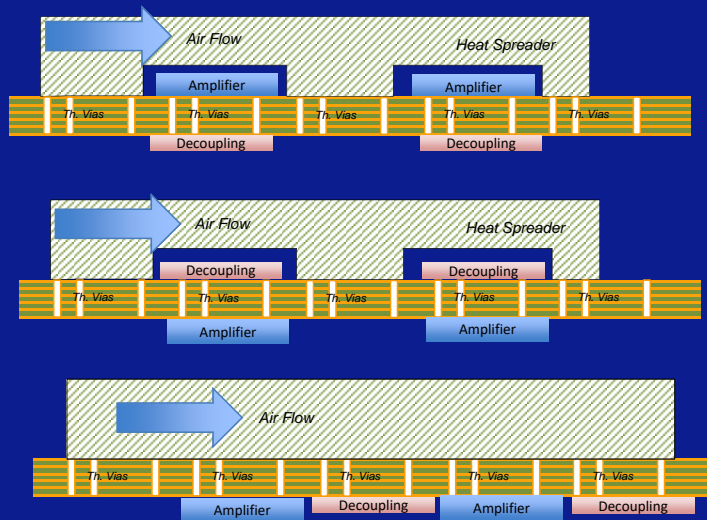 Air Flow
Heat Spreader
Amplifier
Amplifier
Th. Vias
Th. Vias
Th. Vias
Th. Vias
Th. Vias
Decoupling
Decoupling
Air Flow
Heat Spreader
Decoupling
Decoupling
Th. Vias
Th. Vias
Th. Vias
Th. Vias
Th. Vias
Amplifier
Amplifier
Air Flow
Th. Vias
Th. Vias
Th. Vias
Th. Vias
Th. Vias
Amplifier
Decoupling
Amplifier
Decoupling